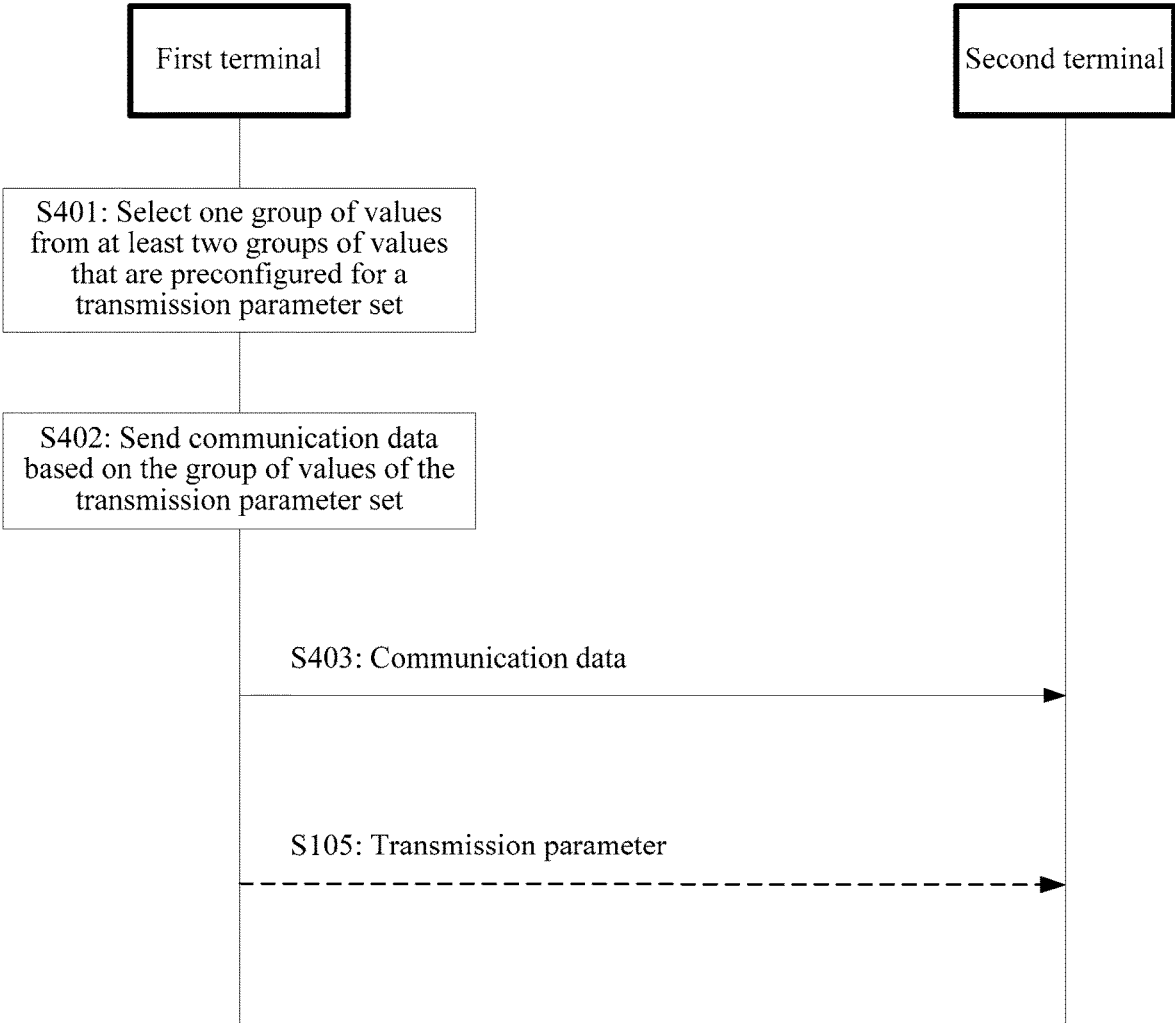 First terminal
Second terminal
S401: Select one group of values
from at least two groups of values
that are preconfigured for a
transmission parameter set
S402: Send communication data
based on the group of values of the
transmission parameter set
S403: Communication data
S105: Transmission parameter